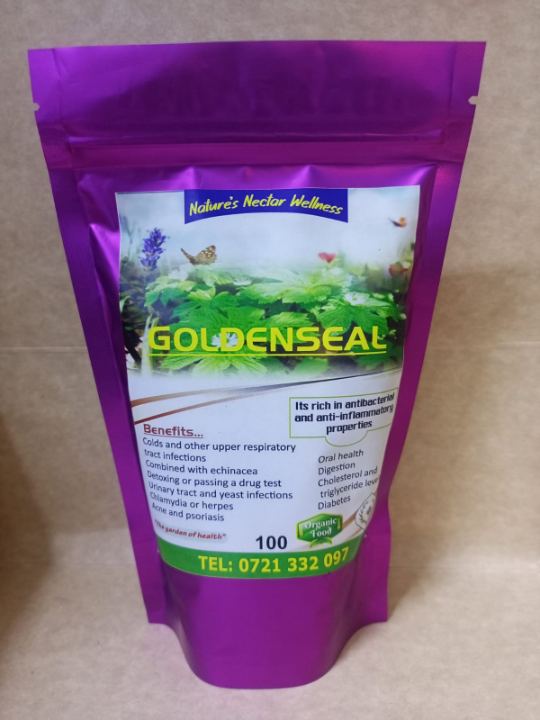 Nature's Nectar Wellness
GOLDENSEAL
Its rich in antibacterial
and anti-inflammatory
properties
Benefits...
Colds and other upper respiratory
tract infections
Combined with echinacea
Detoxing or passing a drug test
Urinary tract and yeast infections
Chlamydia or herpes
Acne and psoriasis
Oral health
Digestion
Cholesterol and
triglyceride leve
Diabetes
"The garden of health"
100
Organic
Food
TEL: 0721 332 097